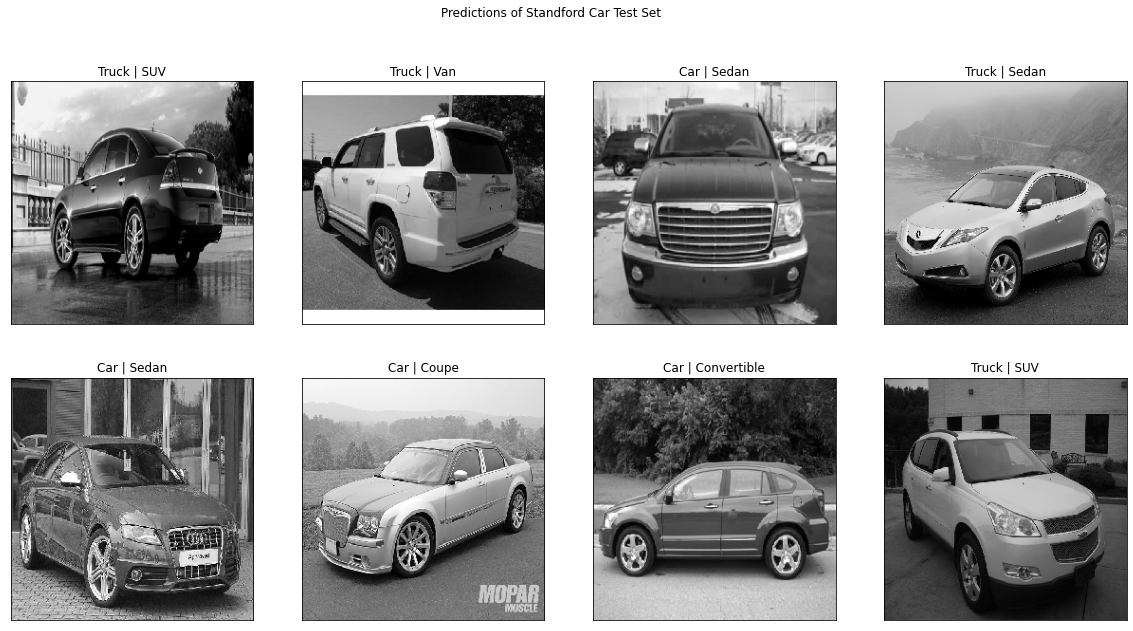 Predictions of Standford Car Test Set
Truck | SUV
Truck | Van
Car | Sedan
Truck | Sedan
Car | Sedan
Car | Coupe
Car | Convertible
Truck | SUV
Approved
MOPAR
MUSCLE